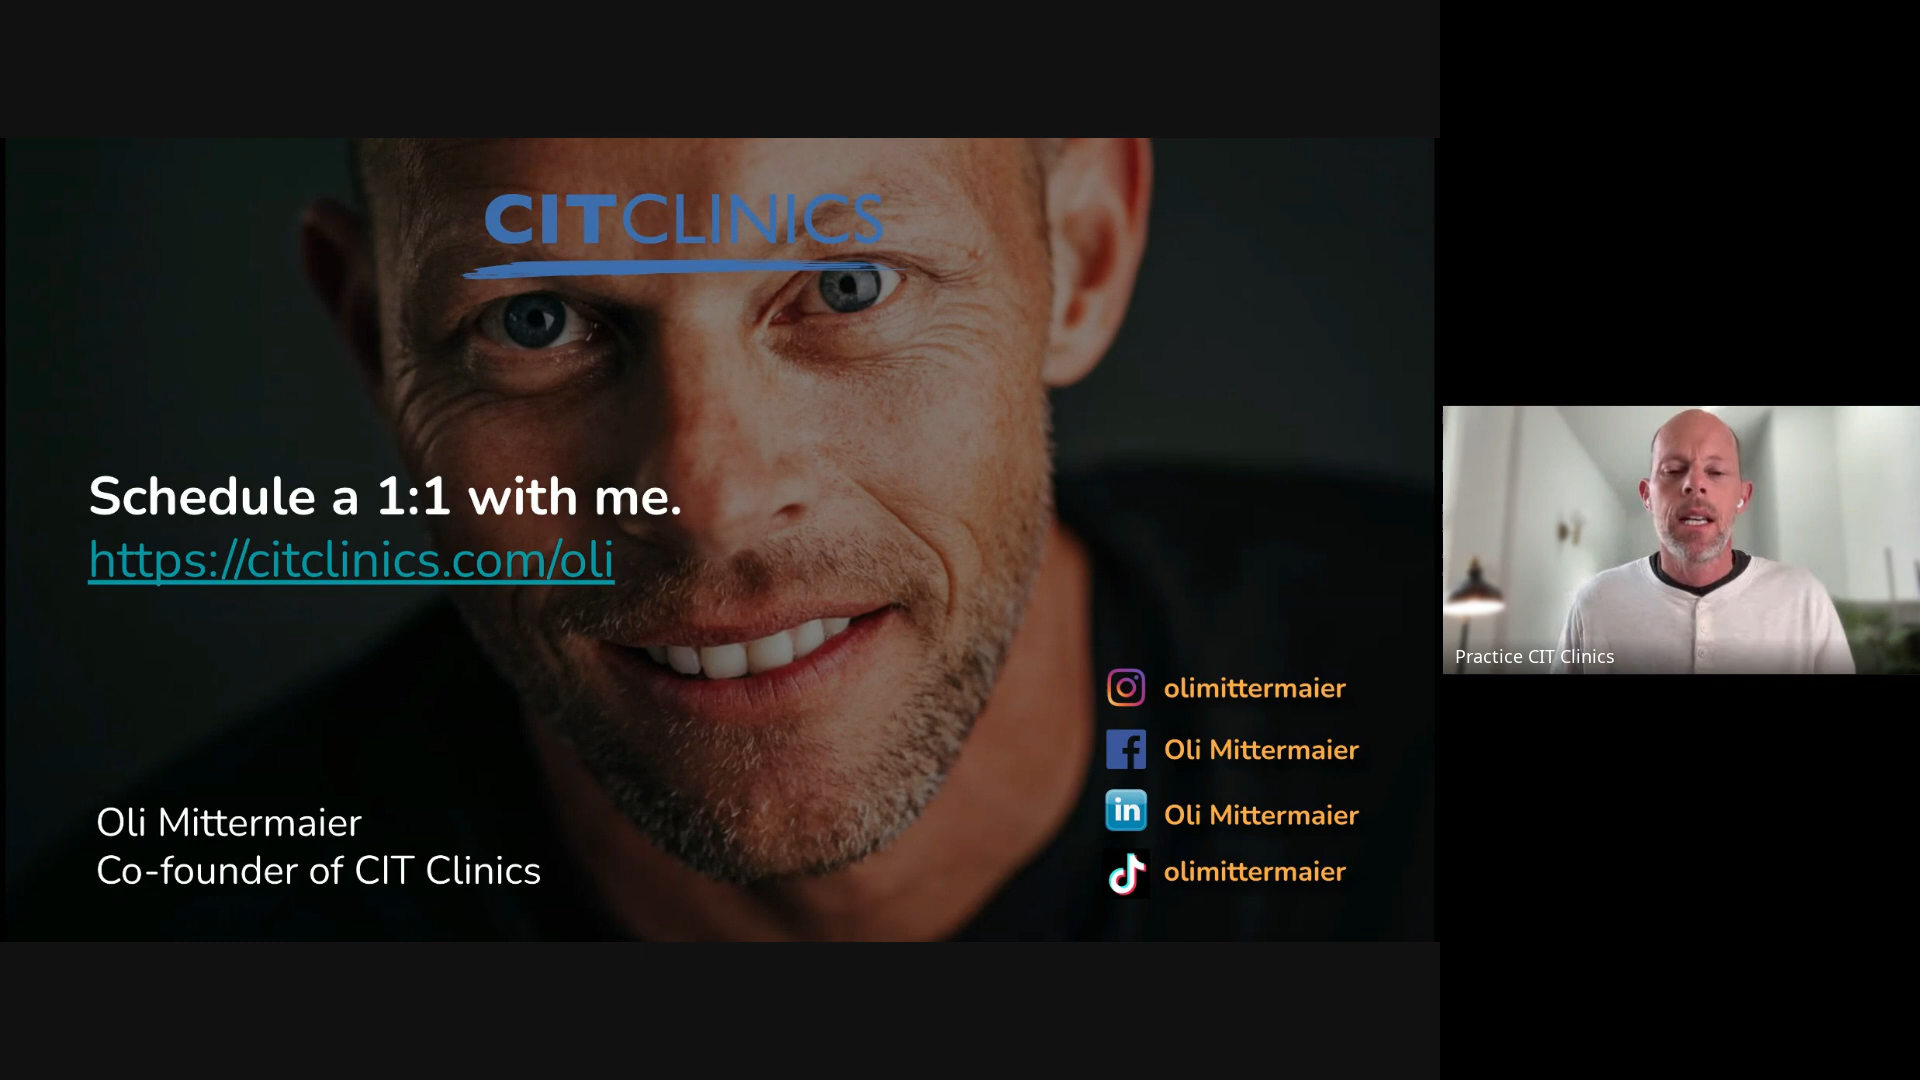 CITCLINICS
Schedule a 1:1 with me.
https://citclinics.com/oli
Oli Mittermaier
Co-founder of CIT Clinics
olimittermaier
Oli Mittermaier
in Oli Mittermaier
olimittermaier
Practice CIT Clinics